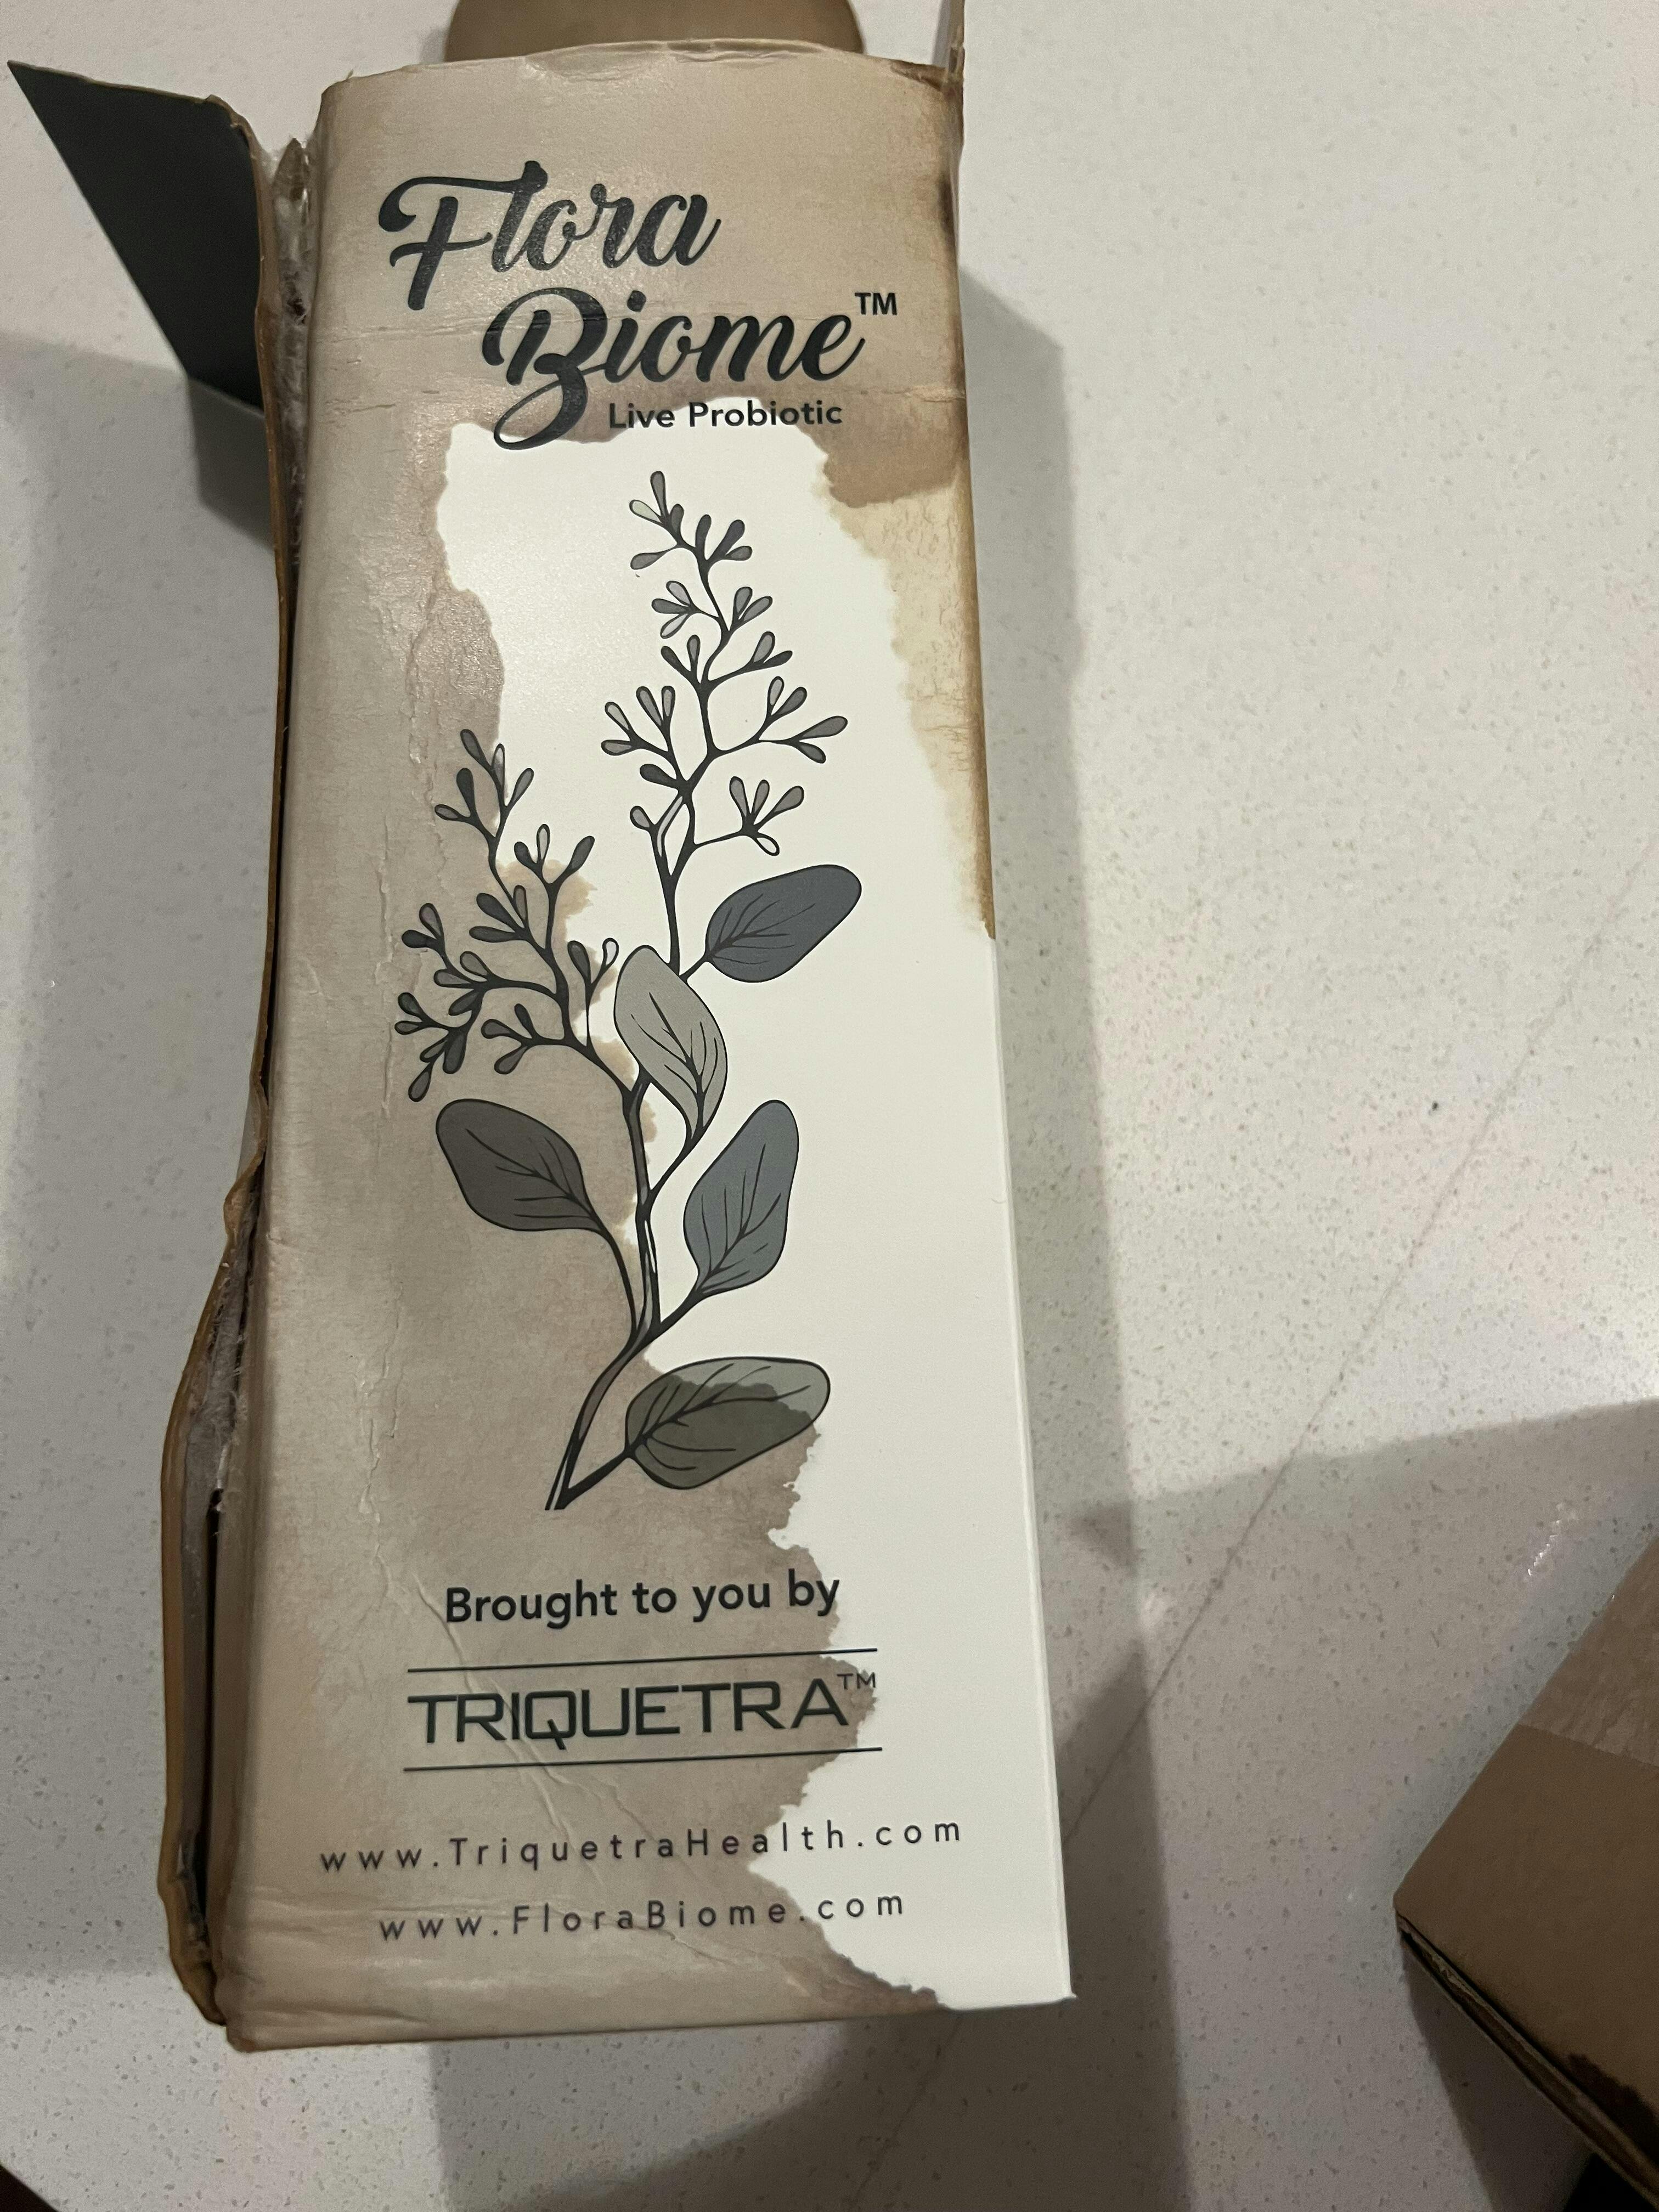 Flora
Biome™
Live Probiotic
Brought to you by
TRIQUETRA™
www.TriquetraHealth.com
www.FloraBiome.com